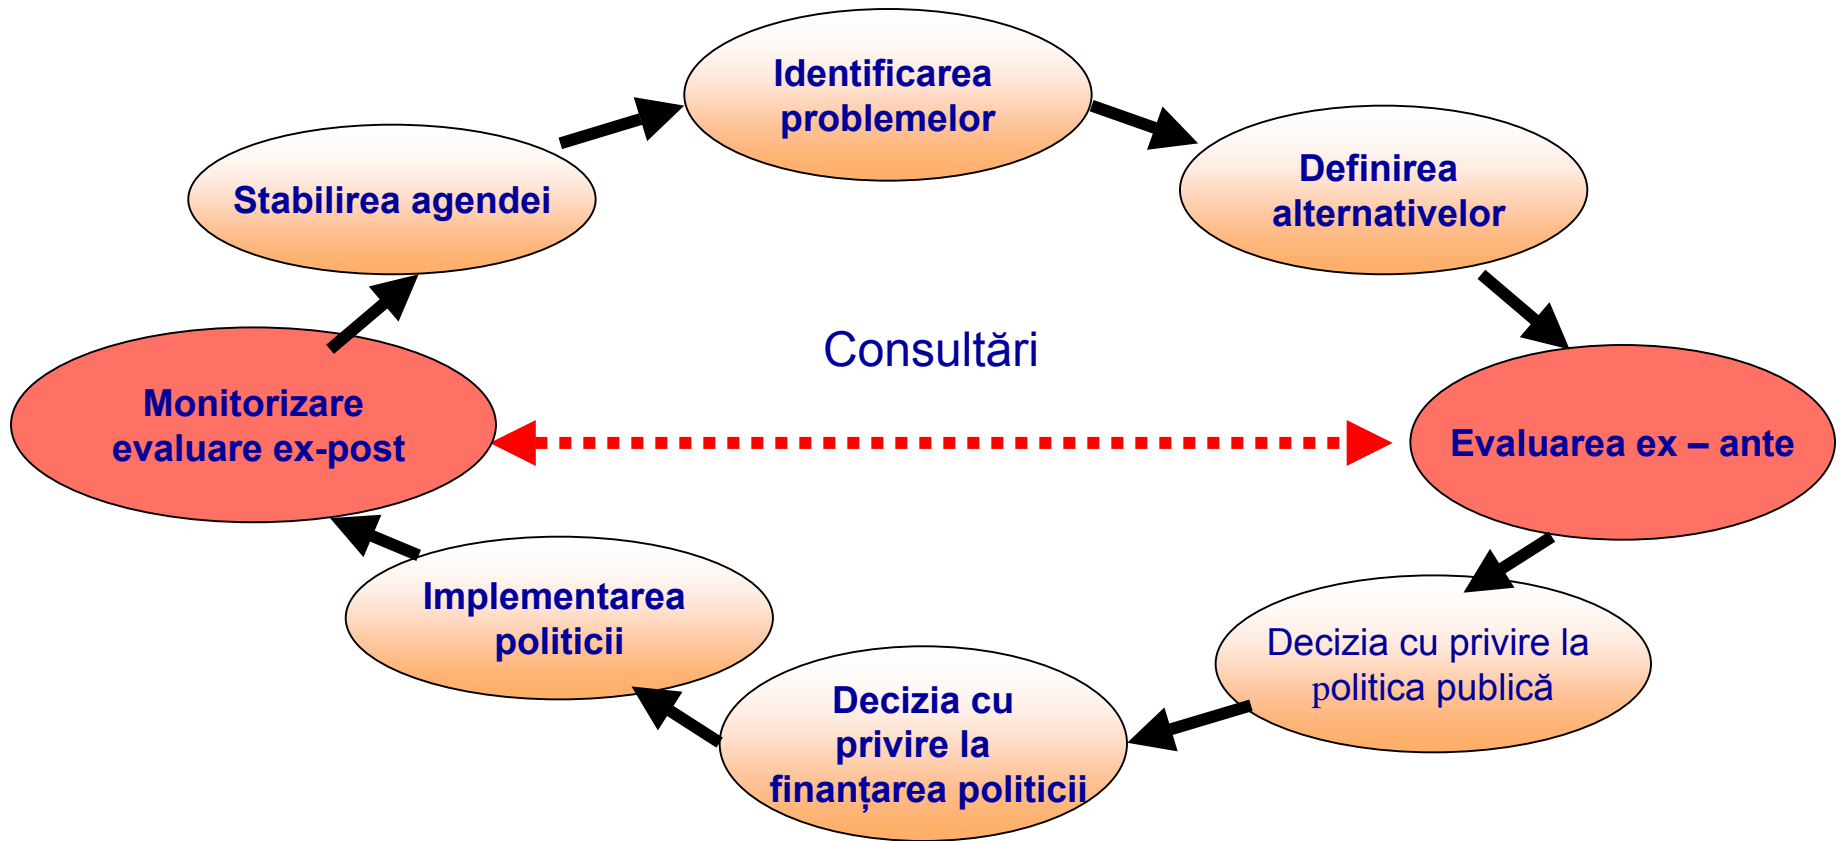 Identificarea
problemelor
Definirea
alternativelor
Stabilirea agendei
Consultări
Monitorizare
evaluare ex-post
Evaluarea ex – ante
Implementarea
politicii
Decizia cu privire la
politica publică
Decizia cu
privire la
finanțarea politicii